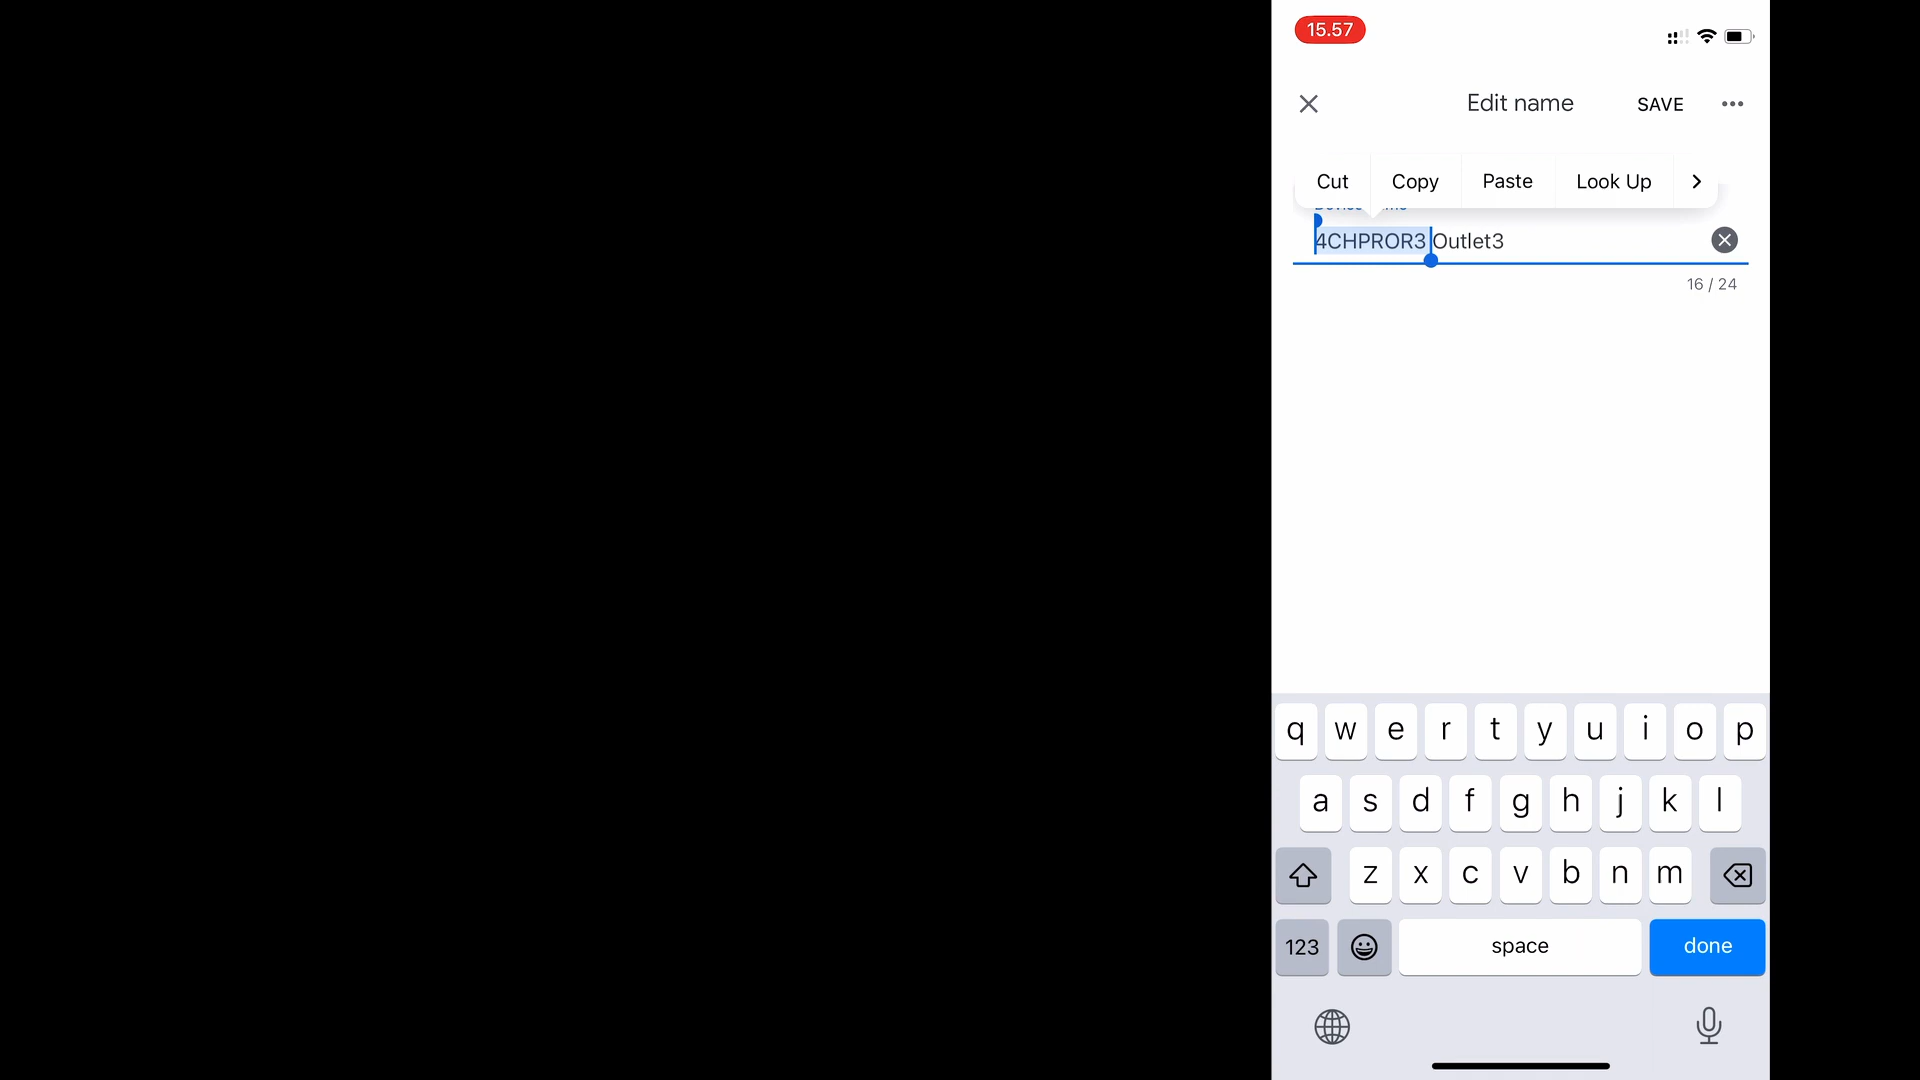 15.57
Edit name SAVE
Cut Copy Paste Look Up
4CHPROR3 Outlet3
16 / 24
q w e r t y u i o p
a s d f g h j k l
z x c v b n m
123 space done